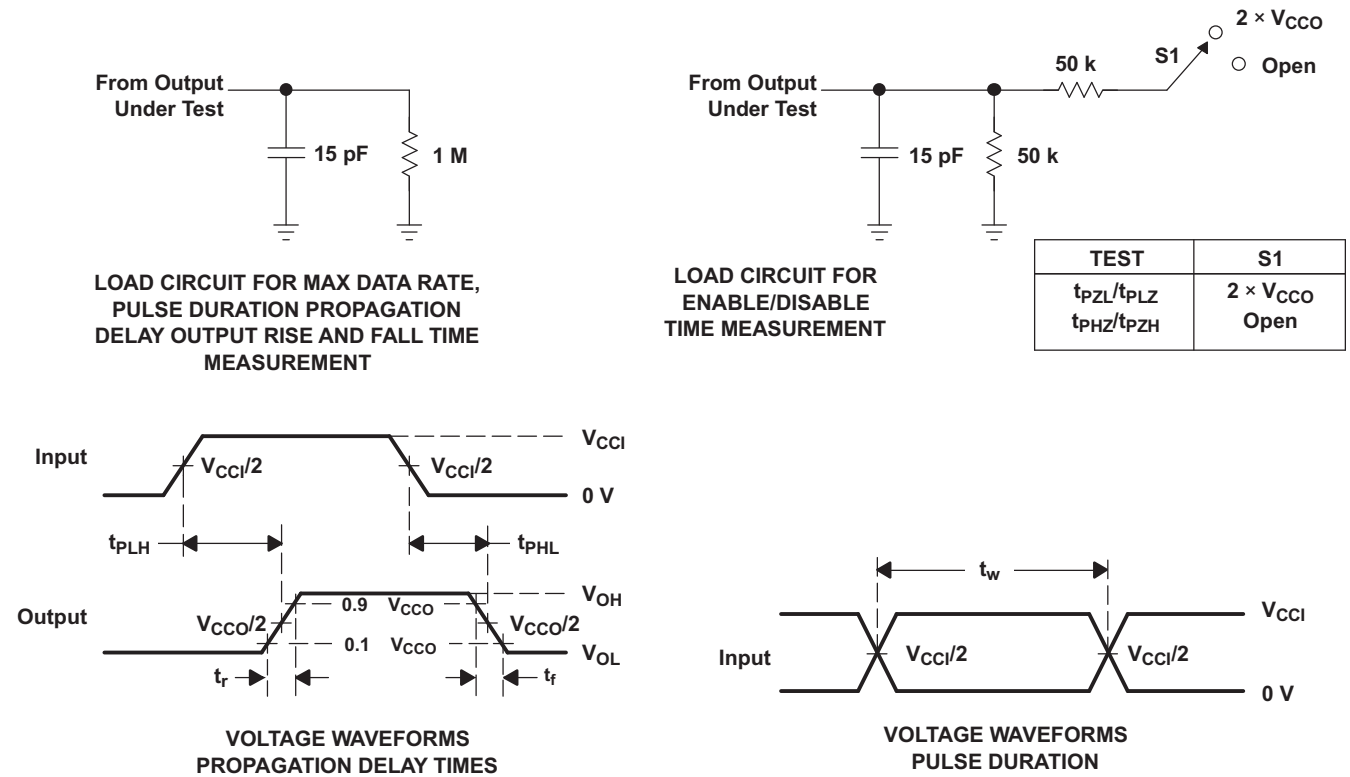 From Output
Under Test
15 pF
1 M
LOAD CIRCUIT FOR MAX DATA RATE,
PULSE DURATION PROPAGATION
DELAY OUTPUT RISE AND FALL TIME
MEASUREMENT
From Output
Under Test
15 pF
50 k
50 k
S1
2 × VCCO
Open
LOAD CIRCUIT FOR
ENABLE/DISABLE
TIME MEASUREMENT
TEST S1
tPZL/tPLZ 2 × VCCO
tPHZ/tPZH Open
Input
VCCI/2
VCCI/2
VCCI
0 V
tPLH
tPHL
Output
VCCO/2
0.9 VCCO
0.1 VCCO
VCCO/2
VOH
VOL
tr
tf
VOLTAGE WAVEFORMS
PROPAGATION DELAY TIMES
tw
Input
VCCI/2
VCCI/2
VCCI
0 V
VOLTAGE WAVEFORMS
PULSE DURATION